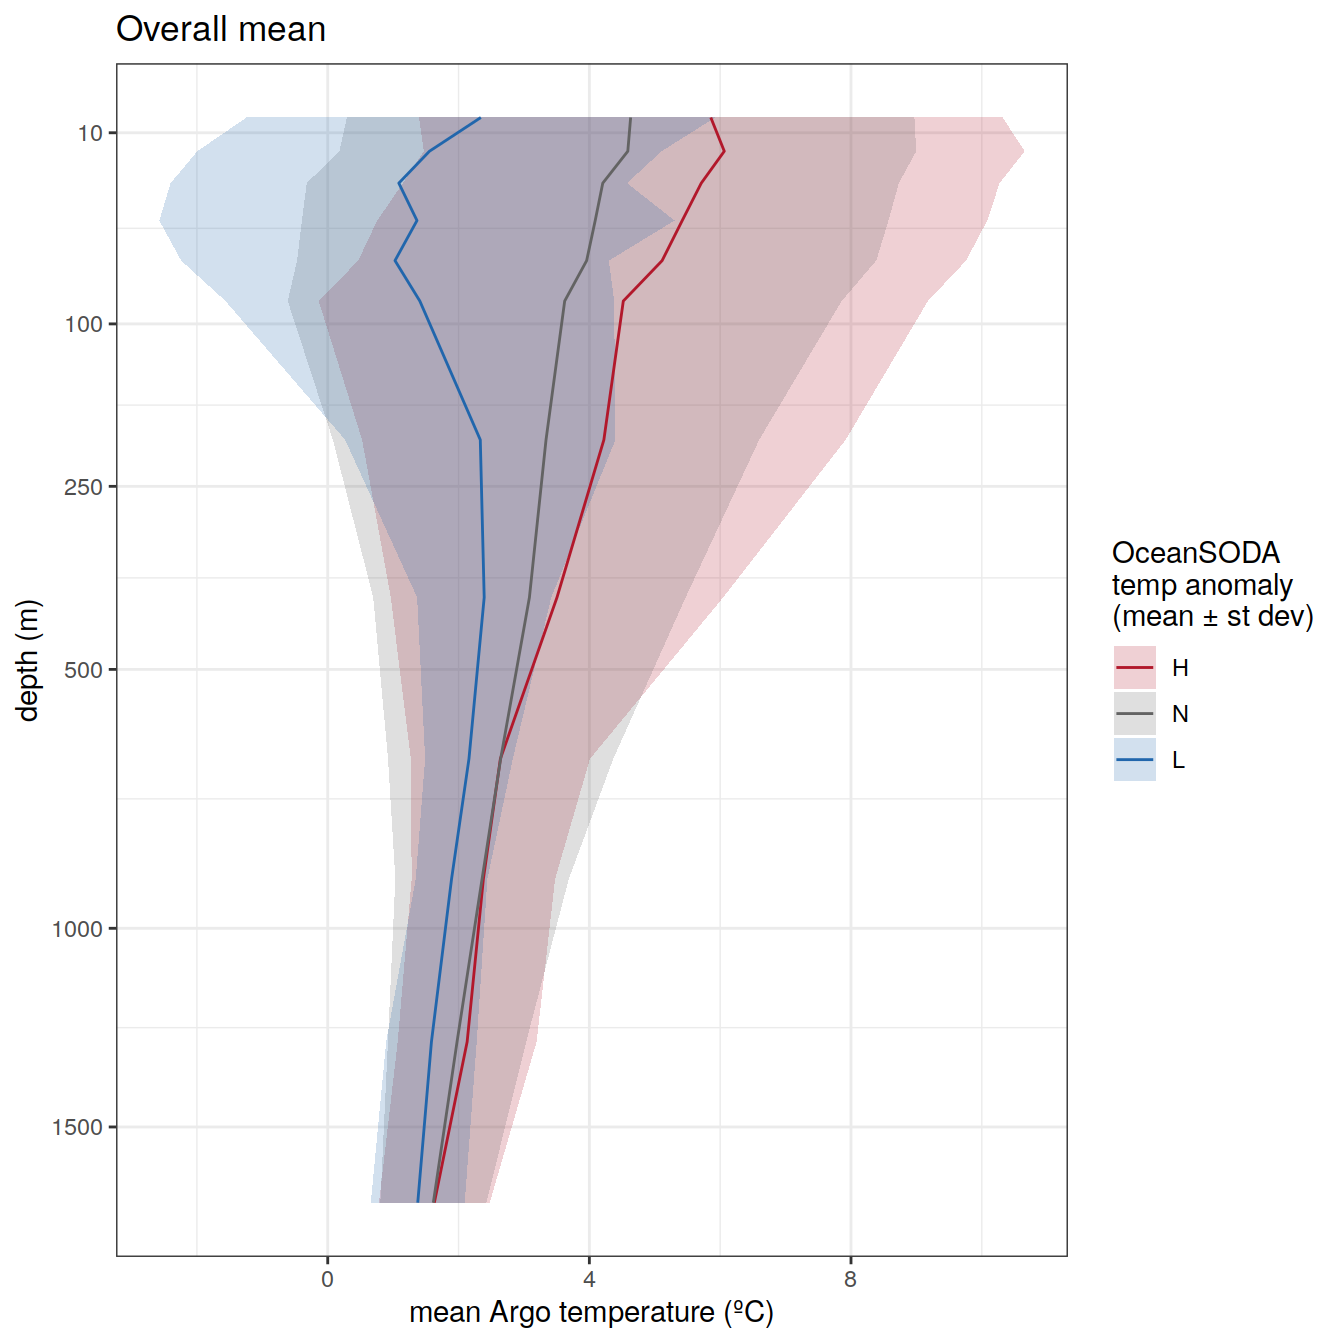 Overall mean
10
100
250
500
1000
1500
depth (m)
0 4 8
mean Argo temperature (ºC)
OceanSODA
temp anomaly
(mean ± st dev)
H
N
L